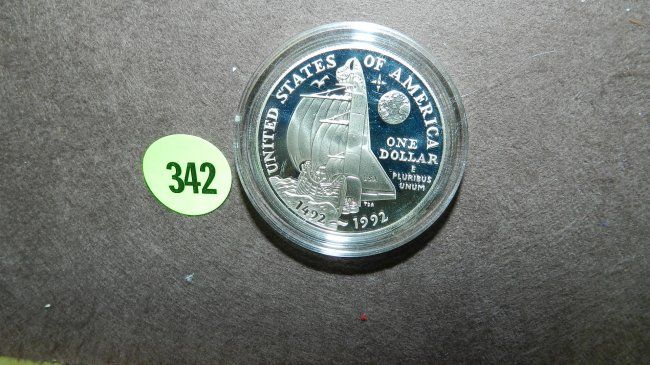 342
UNITED STATES OF AMERICA
ONE
DOLLAR
E
PLURIBUS
UNUM
1492~1992